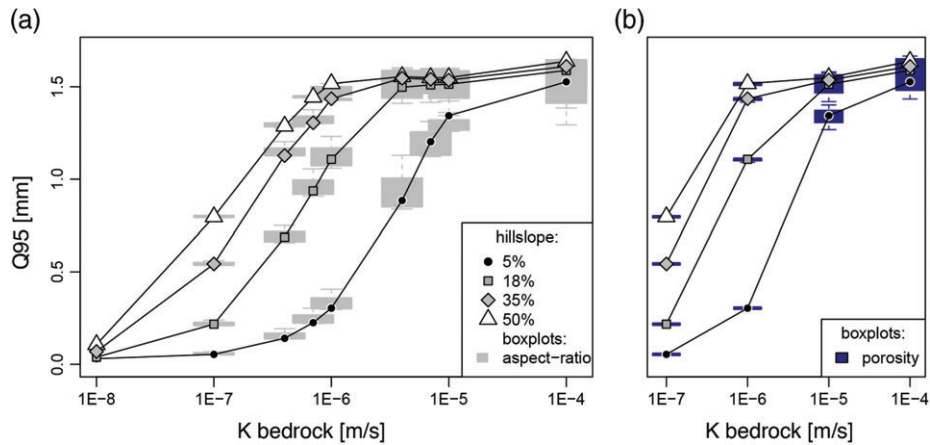 (a)
(b)
Q95 [mm]
1.5
1.0
0.5
0.0
hillslope:
5%
18%
35%
50%
boxplots:
aspect-ratio
boxplots:
porosity
1E-8 1E-7 1E-6 1E-5 1E-4
1E-7 1E-6 1E-5 1E-4
K bedrock [m/s]
K bedrock [m/s]